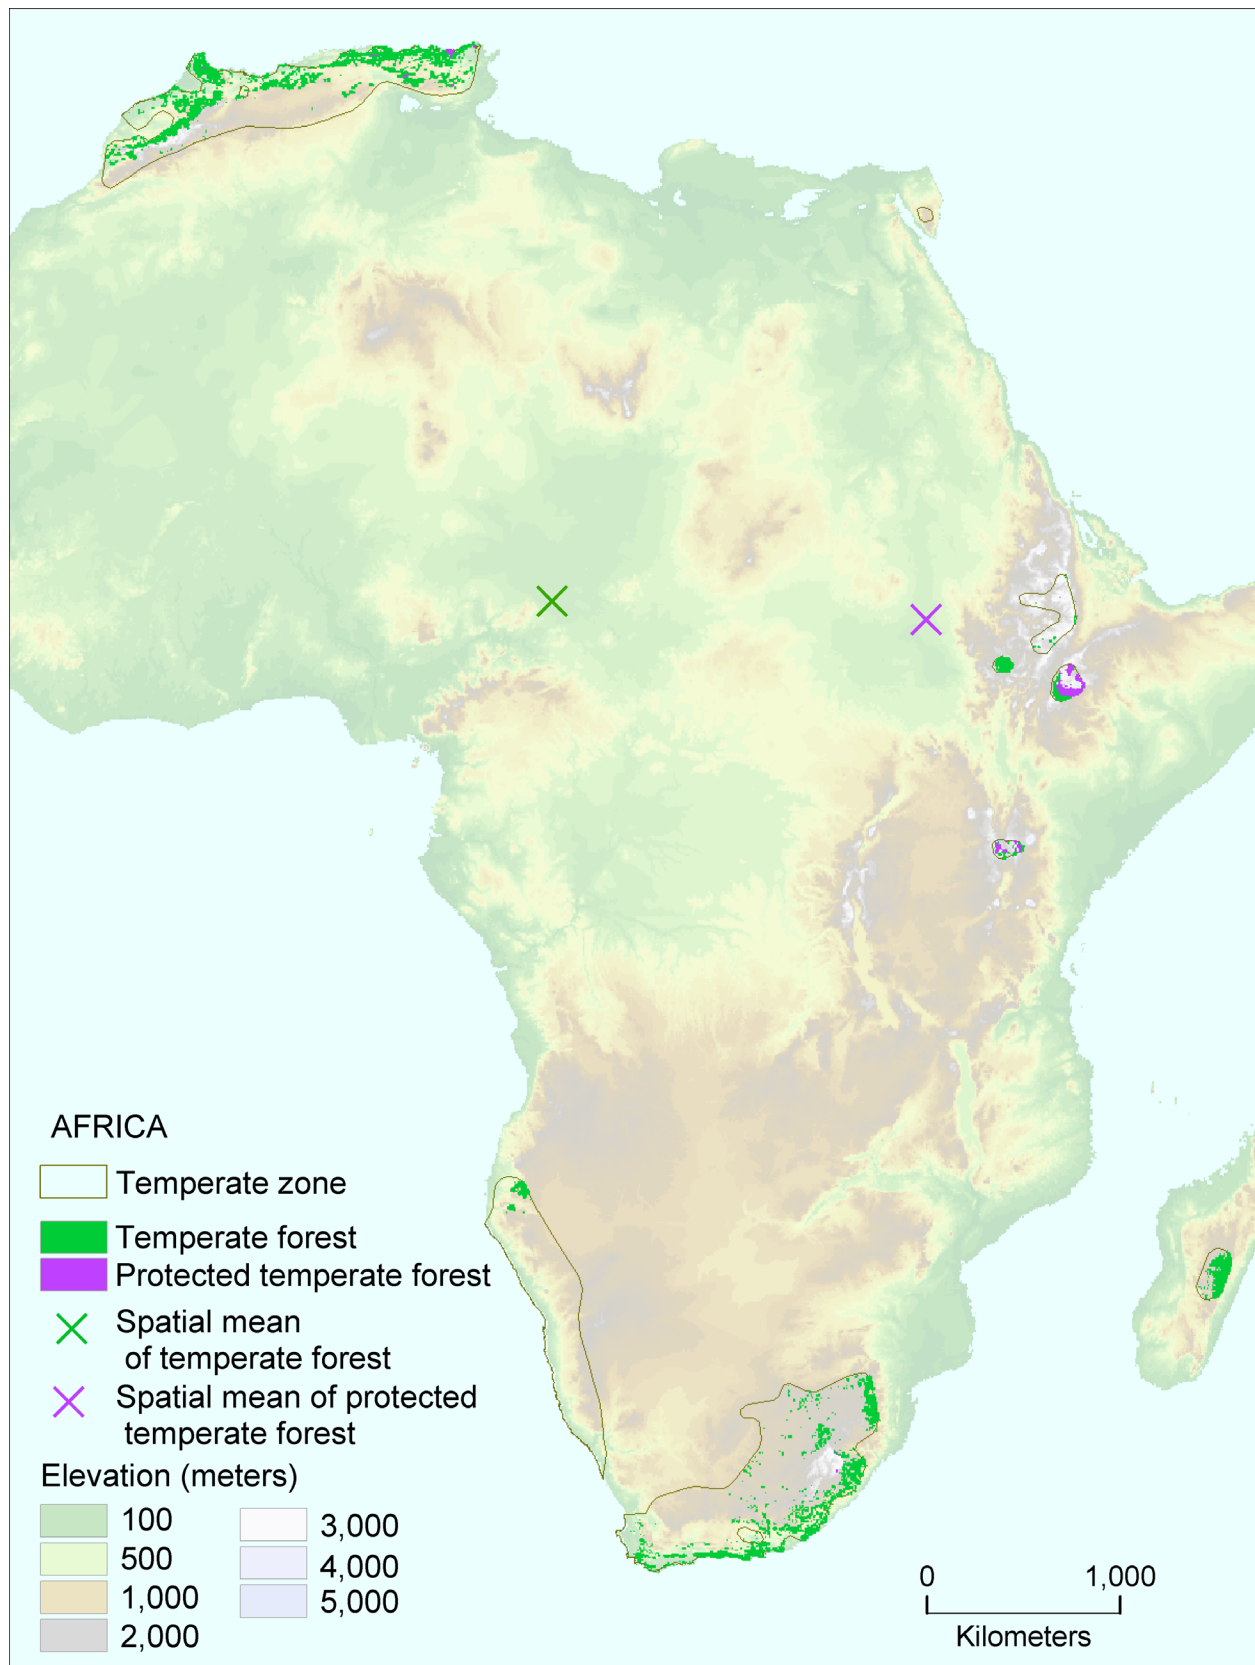 AFRICA
Temperate zone
Temperate forest
Protected temperate forest
Spatial mean
of temperate forest
Spatial mean of protected
temperate forest
Elevation (meters)
100
500
1,000
2,000
3,000
4,000
5,000
0 1,000
Kilometers